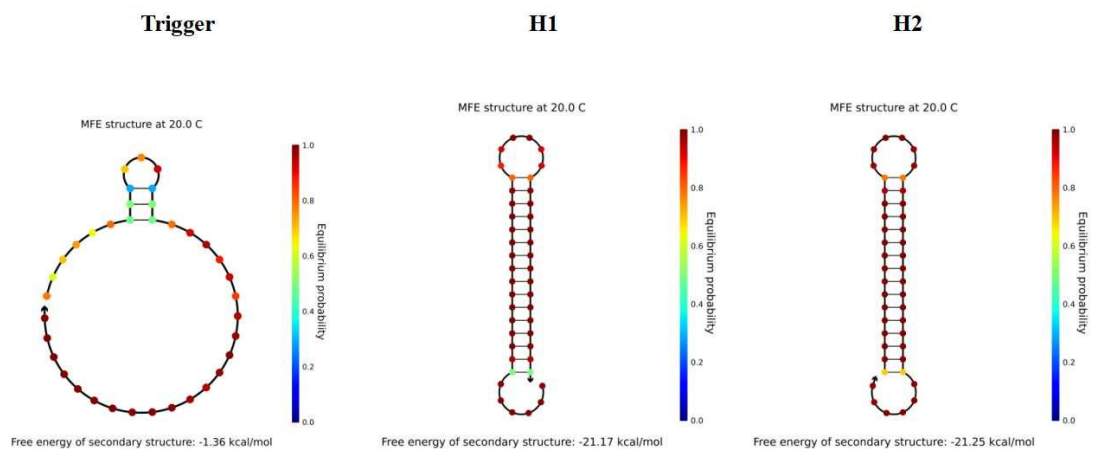 Trigger
H1
H2
MFE structure at 20.0 C
1.0
0.8
0.6
0.4
0.2
0.0
Equilibrium probability
Free energy of secondary structure: -1.36 kcal/mol
MFE structure at 20.0 C
1.0
0.8
0.6
0.4
0.2
0.0
Equilibrium probability
Free energy of secondary structure: -21.17 kcal/mol
MFE structure at 20.0 C
1.0
0.8
0.6
0.4
0.2
0.0
Equilibrium probability
Free energy of secondary structure: -21.25 kcal/mol